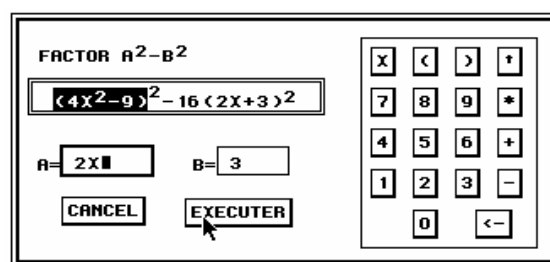 FACTOR A²-B²
(4X²-9)²-16(2X+3)²
A= 2X
B= 3
CANCEL
EXECUTER
X ( ) ↑
7 8 9 *
4 5 6 +
1 2 3 -
0 <-